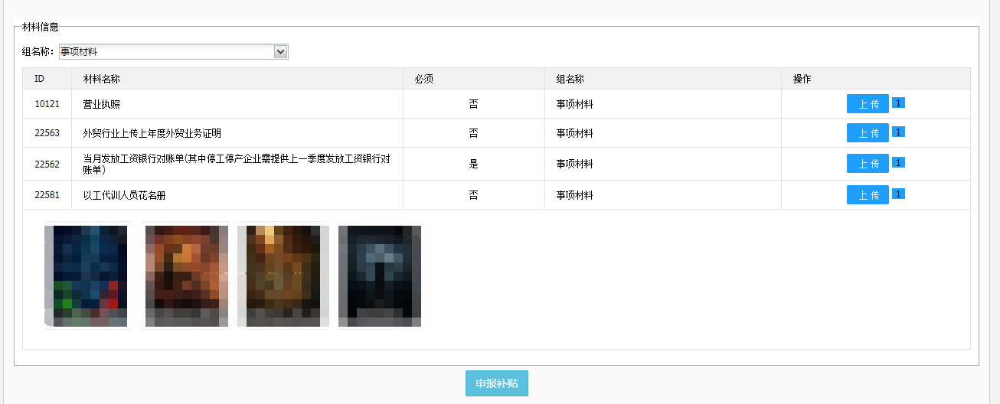 材料信息
组名称： 事项材料
ID 材料名称 必须 组名称 操作
10121 营业执照 否 事项材料 上 传 1
22563 外贸行业上传上年度外贸业务证明 否 事项材料 上 传 1
22562 当月发放工资银行对账单(其中停工停产企业需提供上一季度发放工资银行对
账单) 是 事项材料 上 传 1
22581 以工代训人员花名册 否 事项材料 上 传 1
申报补贴